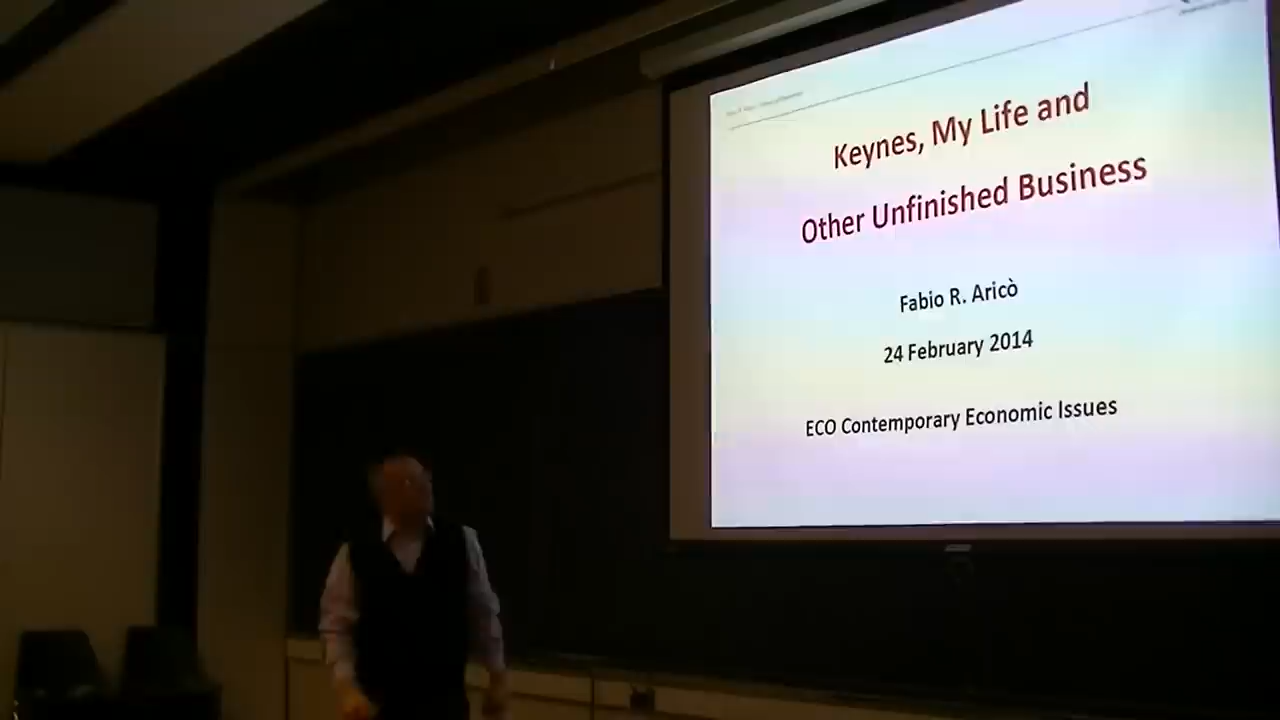 Keynes, My Life and
Other Unfinished Business
Fabio R. Aricò
24 February 2014
ECO Contemporary Economic Issues